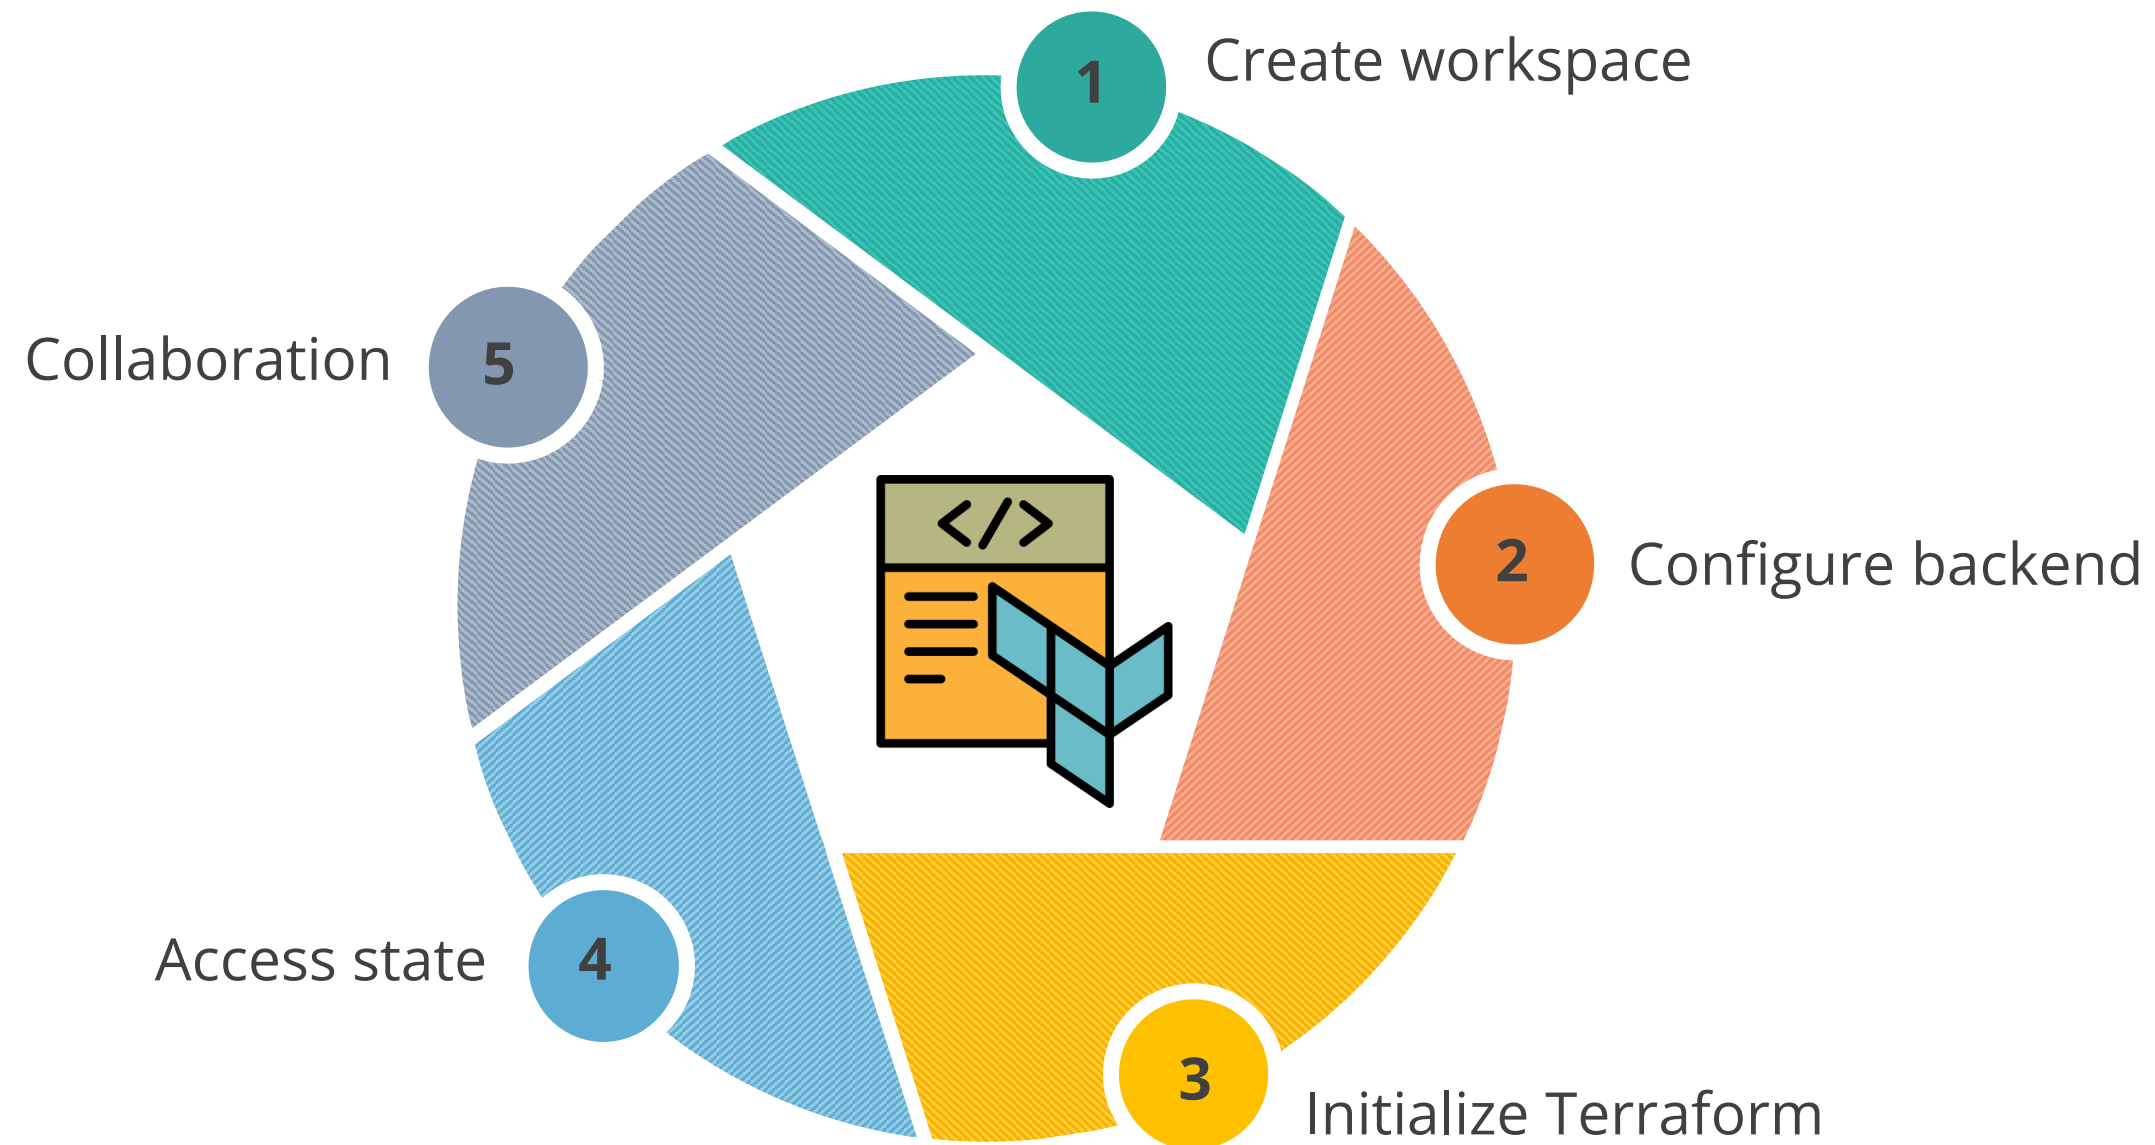 1
Create workspace
2
Configure backend
3
Initialize Terraform
4
Access state
5
Collaboration
</>